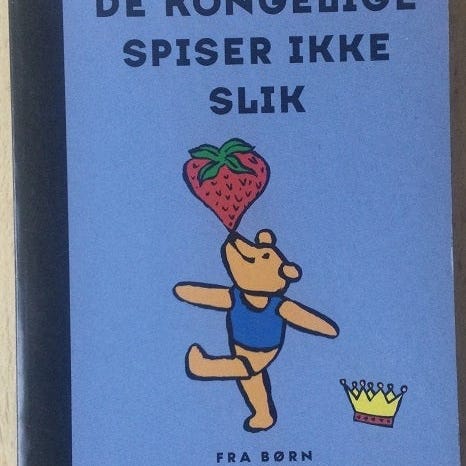 DE KONGELIGE
SPISER IKKE
SLIK
FRA BØRN